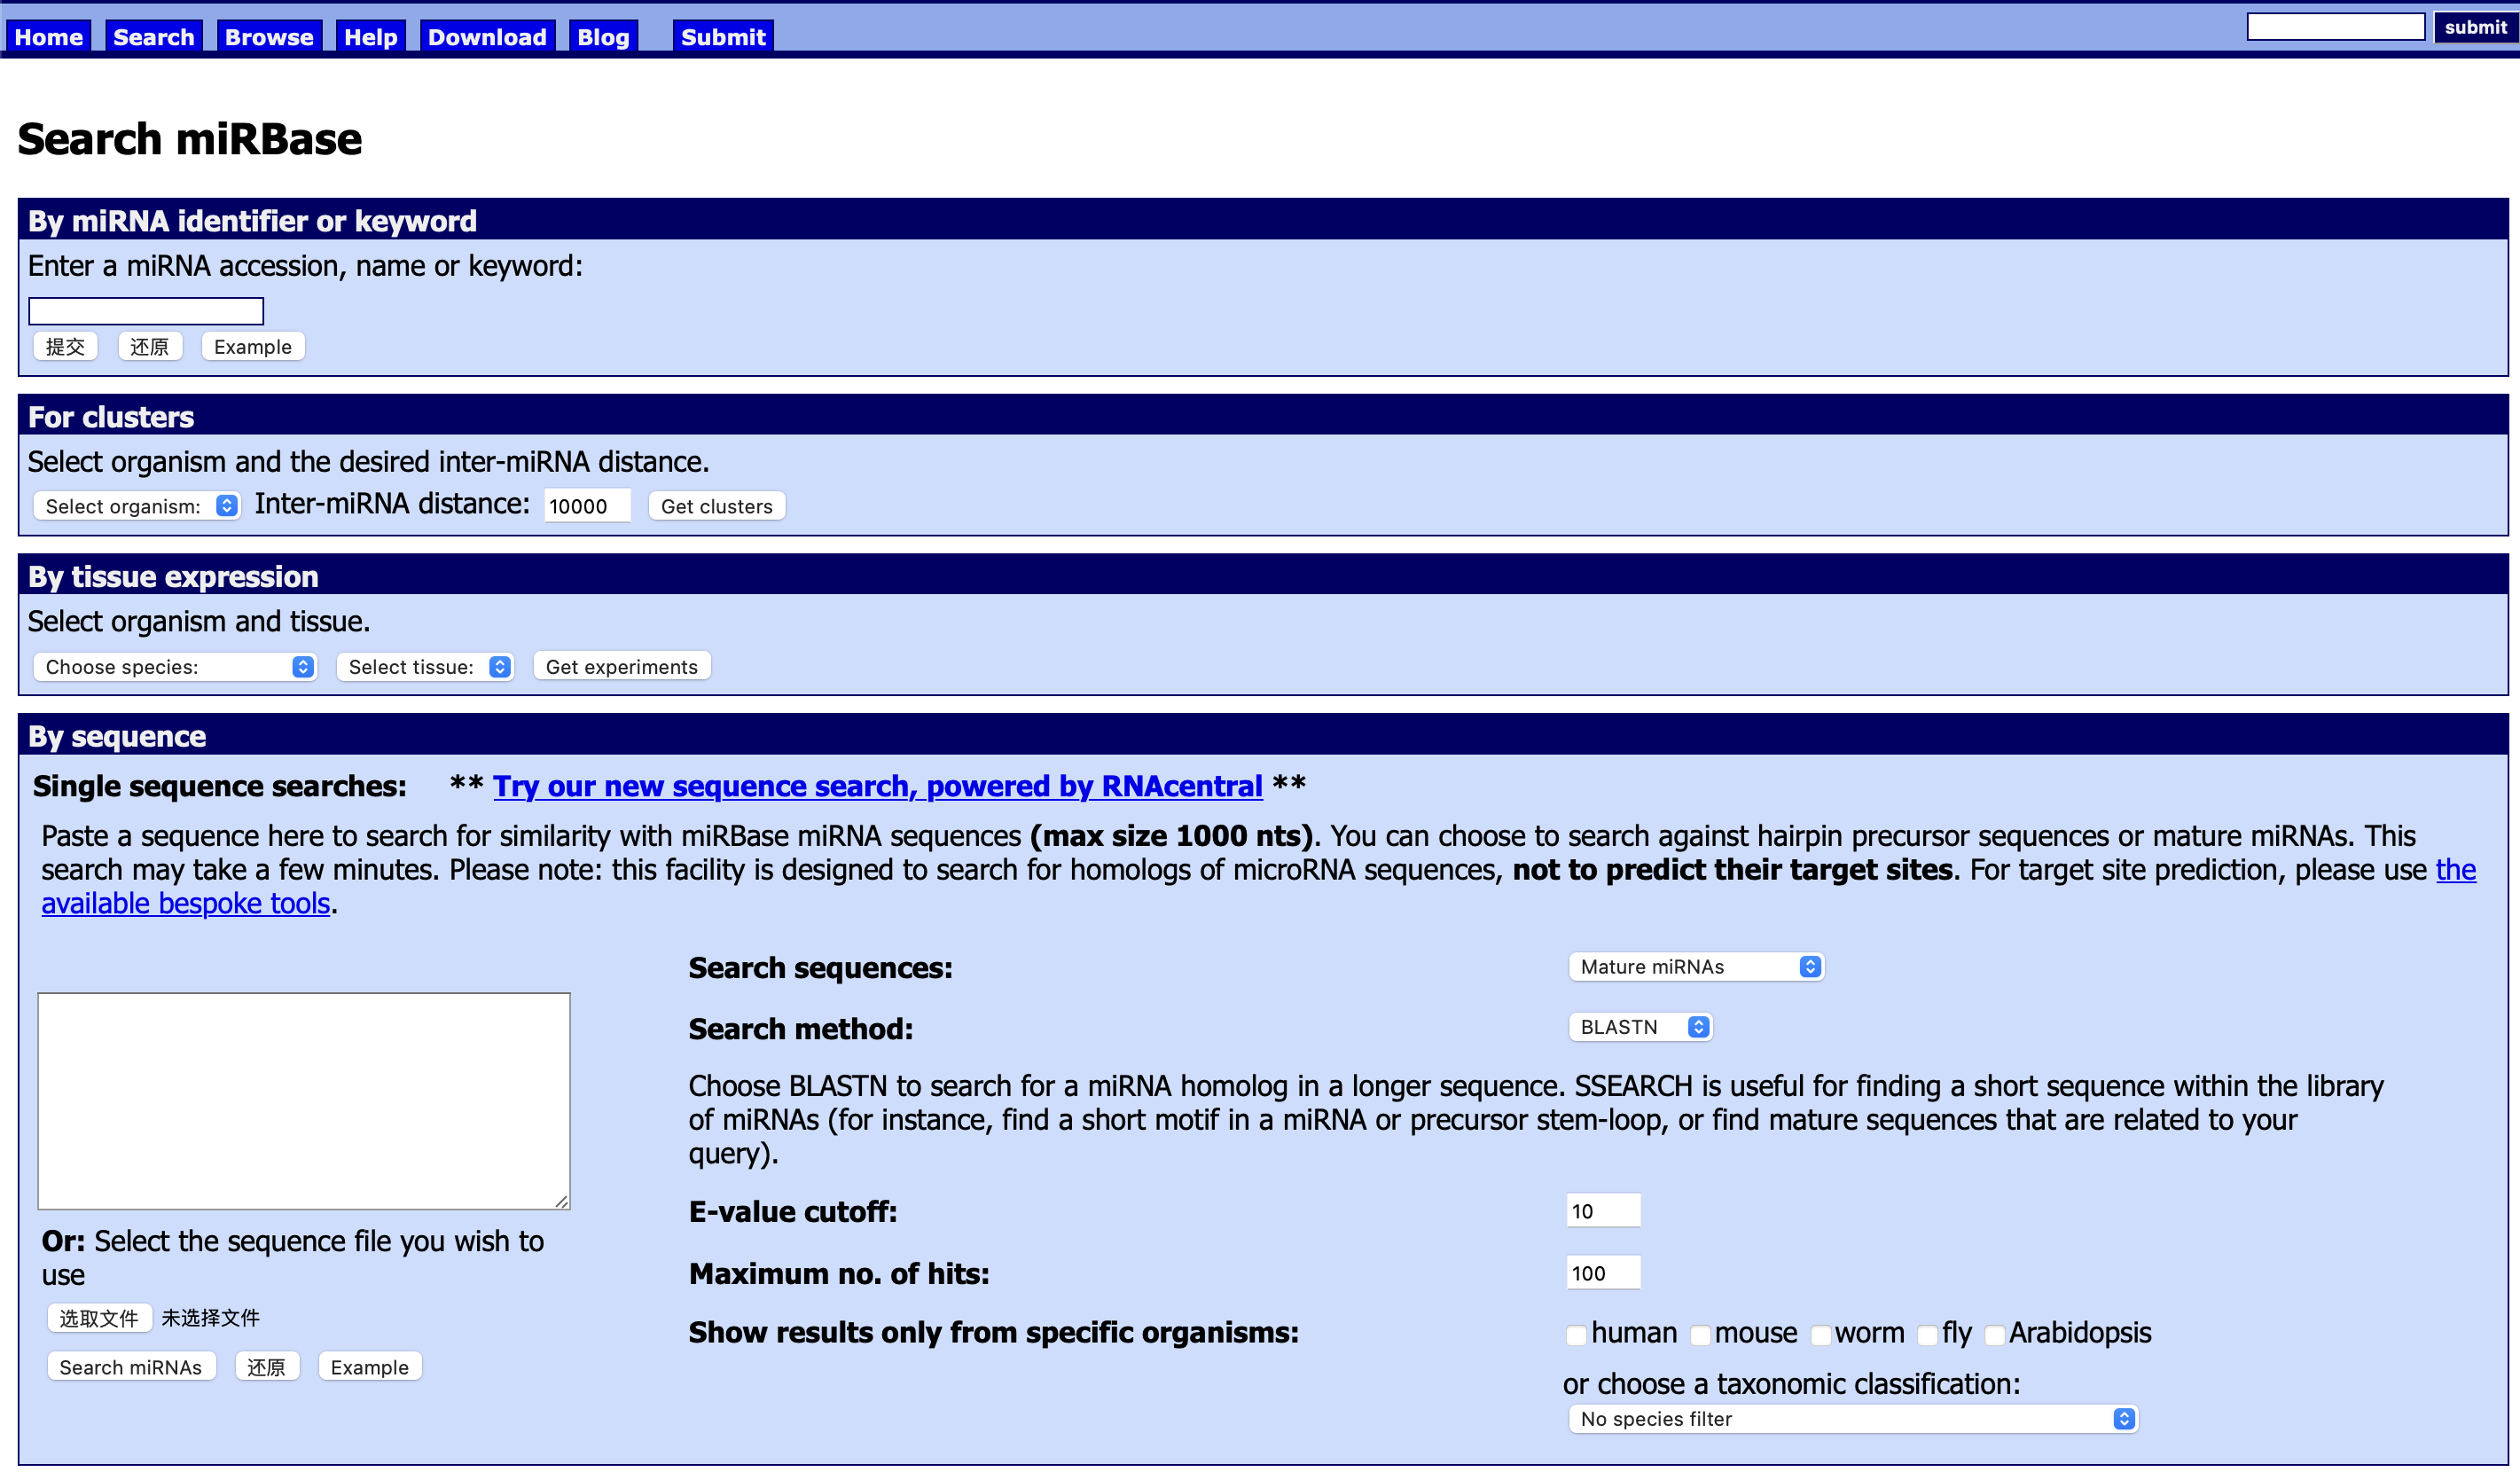 Home Search Browse Help Download Blog Submit submit
Search miRBase
By miRNA identifier or keyword
Enter a miRNA accession, name or keyword:
提交 还原 Example
For clusters
Select organism and the desired inter-miRNA distance.
Select organism: Inter-miRNA distance: 10000 Get clusters
By tissue expression
Select organism and tissue.
Choose species: Select tissue: Get experiments
By sequence
Single sequence searches: ** Try our new sequence search, powered by RNAcentral **
Paste a sequence here to search for similarity with miRBase miRNA sequences (max size 1000 nts). You can choose to search against hairpin precursor sequences or mature miRNAs. This
search may take a few minutes. Please note: this facility is designed to search for homologs of microRNA sequences, not to predict their target sites. For target site prediction, please use the
available bespoke tools.
Or: Select the sequence file you wish to
use
选取文件 未选择文件
Search miRNAs 还原 Example
Search sequences: Mature miRNAs
Search method: BLASTN
Choose BLASTN to search for a miRNA homolog in a longer sequence. SSEARCH is useful for finding a short sequence within the library
of miRNAs (for instance, find a short motif in a miRNA or precursor stem-loop, or find mature sequences that are related to your
query).
E-value cutoff: 10
Maximum no. of hits: 100
Show results only from specific organisms: human mouse worm fly Arabidopsis
or choose a taxonomic classification:
No species filter